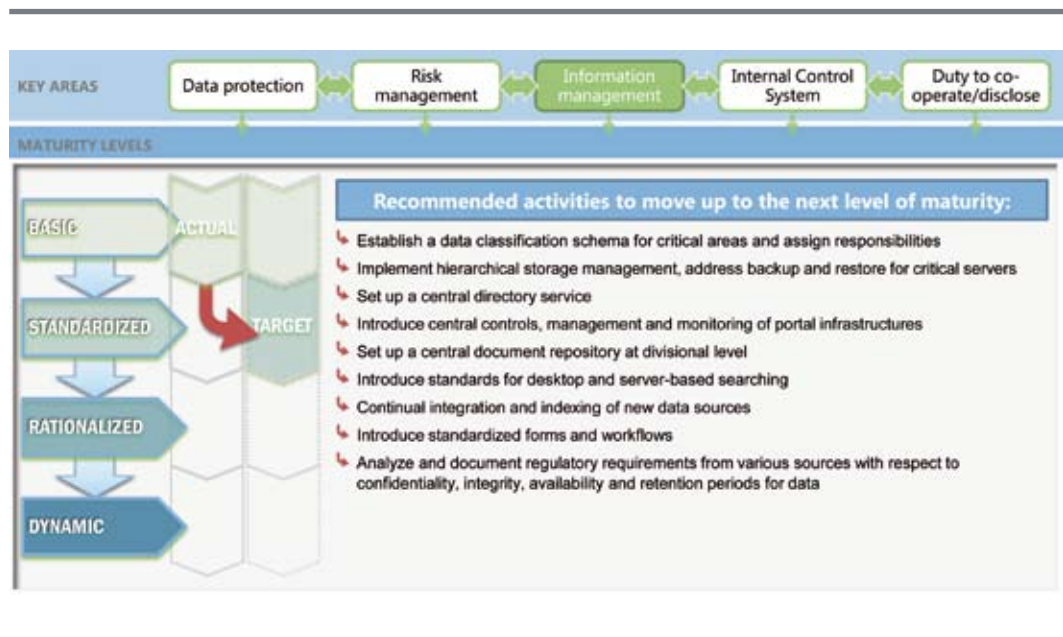 KEY AREAS
Data protection
Risk
management
Information
management
Internal Control
System
Duty to co-
operate/disclose
MATURITY LEVELS
BASIC
STANDARDIZED
RATIONALIZED
DYNAMIC
ACTUAL
TARGET
Recommended activities to move up to the next level of maturity:
Establish a data classification schema for critical areas and assign responsibilities
Implement hierarchical storage management, address backup and restore for critical servers
Set up a central directory service
Introduce central controls, management and monitoring of portal infrastructures
Set up a central document repository at divisional level
Introduce standards for desktop and server-based searching
Continual integration and indexing of new data sources
Introduce standardized forms and workflows
Analyze and document regulatory requirements from various sources with respect to
confidentiality, integrity, availability and retention periods for data